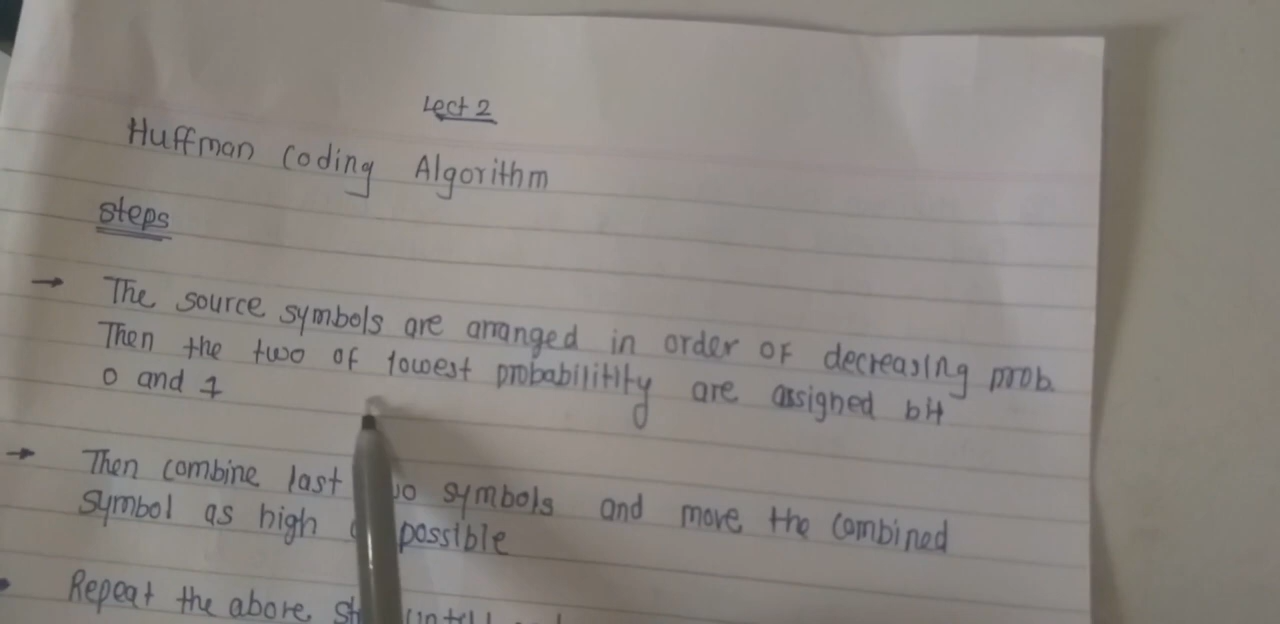 Lect 2
Huffman Coding Algorithm
steps
→ The source symbols are arranged in order of decreasing prob.
Then the two of lowest probabilitity are assigned bit
0 and 1
→ Then combine last symbols and move the combined
symbol as high possible
Repeat the above